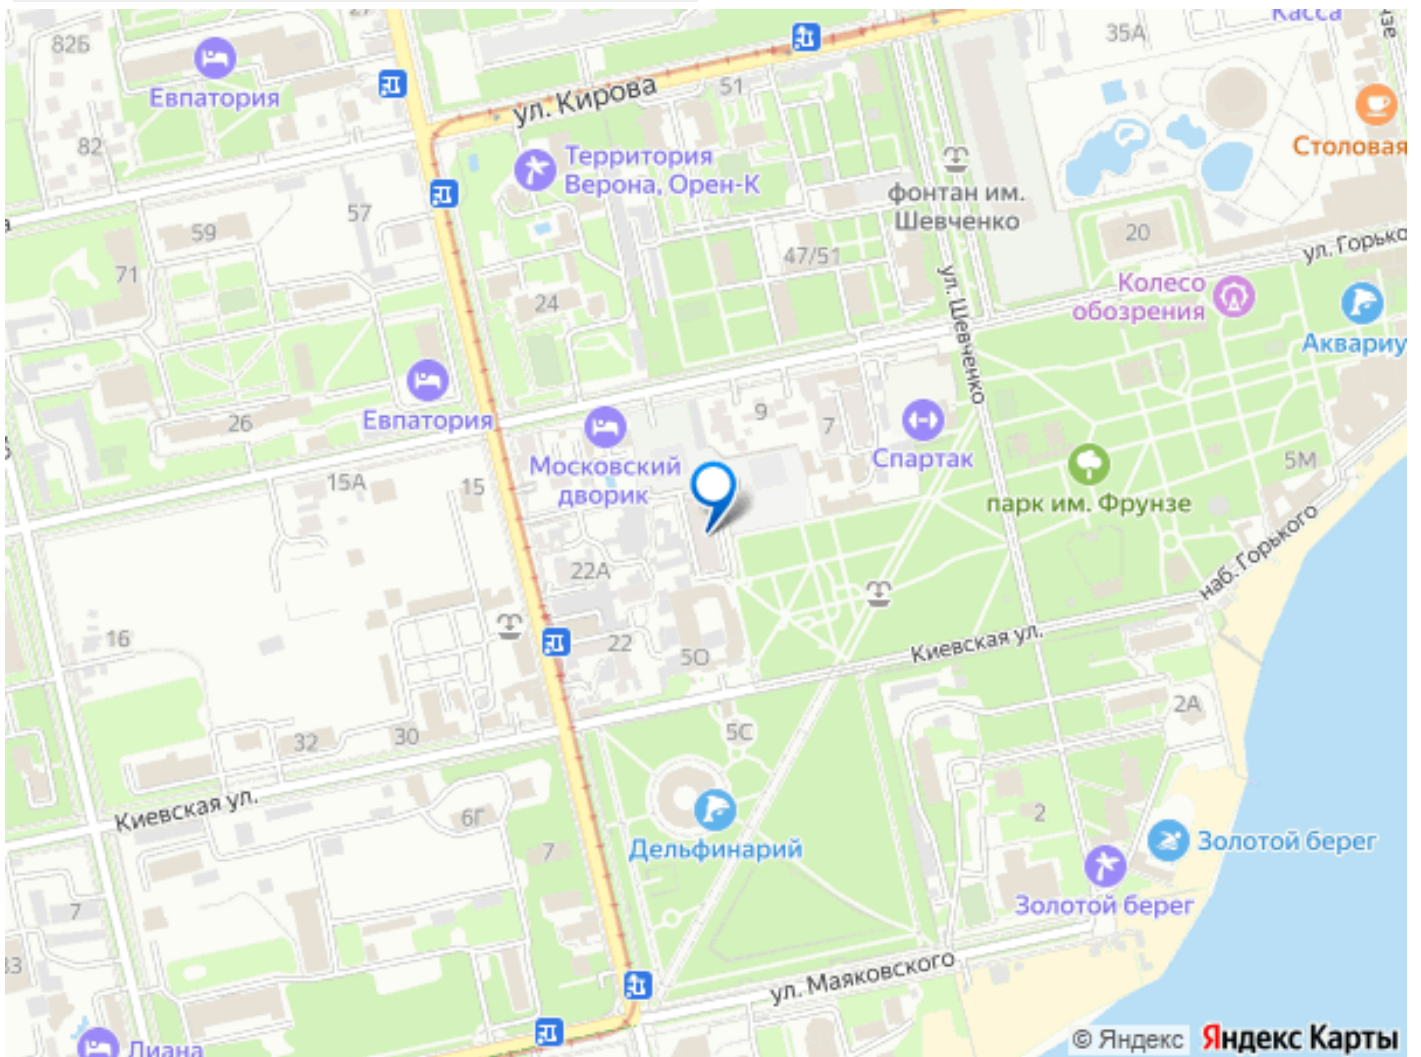 27
Касса
82Б
35А
Евпатория
ул. Кирова
51
82
Столовая
Территория
Верона, Орен-К
фонтан им.
Шевченко
57
59
20
ул. Горько
47/51
71
Колесо
обозрения
24
ул. Шевченко
Аквариу
Евпатория
26
9
7
Московский
дворик
Спартак
5М
15А
15
парк им. Фрунзе
наб. Горького
22А
16
22
Киевская ул.
5О
2А
5С
32
30
Киевская ул.
6Г
2
7
Дельфинарий
Золотой берег
Золотой берег
7
33
ул. Маяковского
Лиана
© Яндекс Яндекс Карты